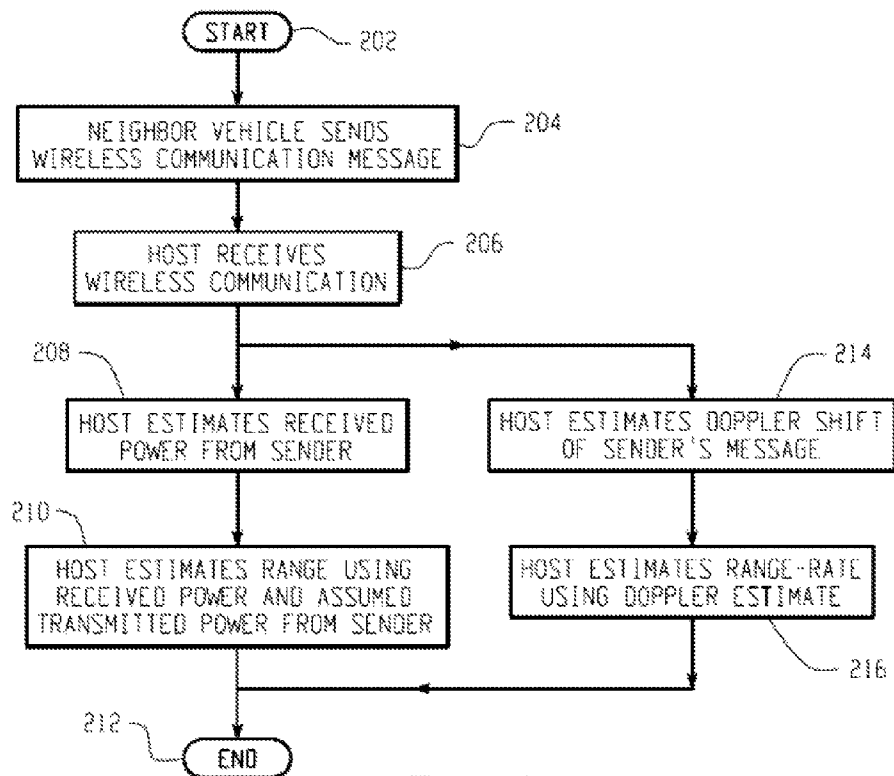 START
202
NEIGHBOR VEHICLE SENDS
WIRELESS COMMUNICATION MESSAGE
204
HOST RECEIVES
WIRELESS COMMUNICATION
206
208
HOST ESTIMATES RECEIVED
POWER FROM SENDER
214
HOST ESTIMATES DOPPLER SHIFT
OF SENDER'S MESSAGE
210
HOST ESTIMATES RANGE USING
RECEIVED POWER AND ASSUMED
TRANSMITTED POWER FROM SENDER
HOST ESTIMATES RANGE-RATE
USING DOPPLER ESTIMATE
216
212
END